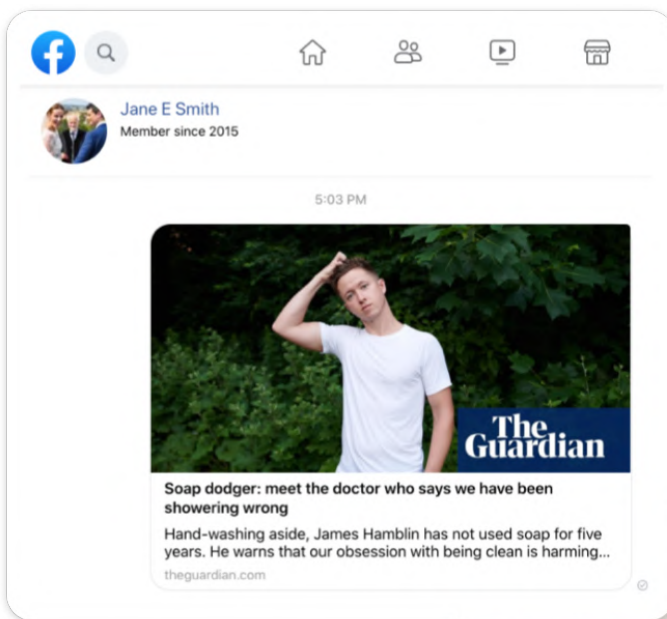 Jane E Smith
Member since 2015
5:03 PM
The
Guardian
Soap dodger: meet the doctor who says we have been
showering wrong
Hand-washing aside, James Hamblin has not used soap for five
years. He warns that our obsession with being clean is harming...
theguardian.com